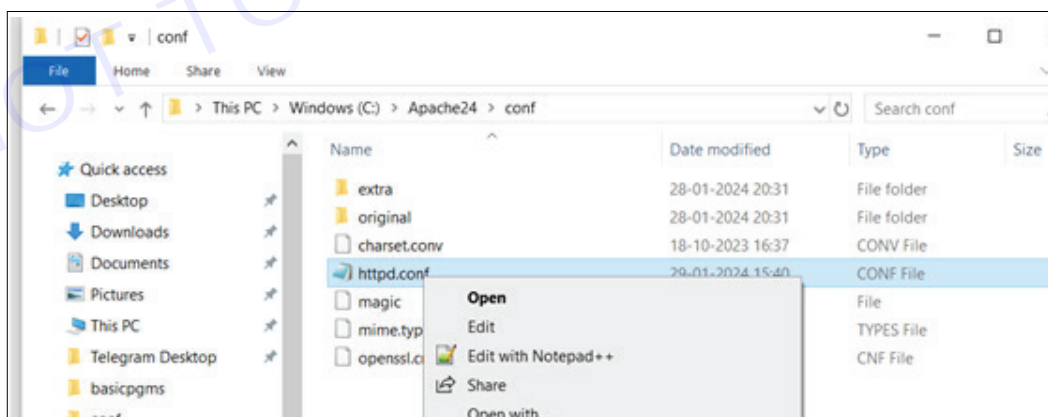 OT TO
conf
File Home Share View
This PC > Windows (C:) > Apache24 > conf
Search conf
Name Date modified Type Size
Quick access
Desktop
Downloads
Documents
Pictures
This PC
Telegram Desktop
basicpgms
extra 28-01-2024 20:31 File folder
original 28-01-2024 20:31 File folder
charset.conv 18-10-2023 16:37 CONV File
httpd.conf 29-01-2024 15:40 CONF File
magic File
mime.typ TYPES File
openssl.c CNF File
Open
Edit
Edit with Notepad++
Share
Open with